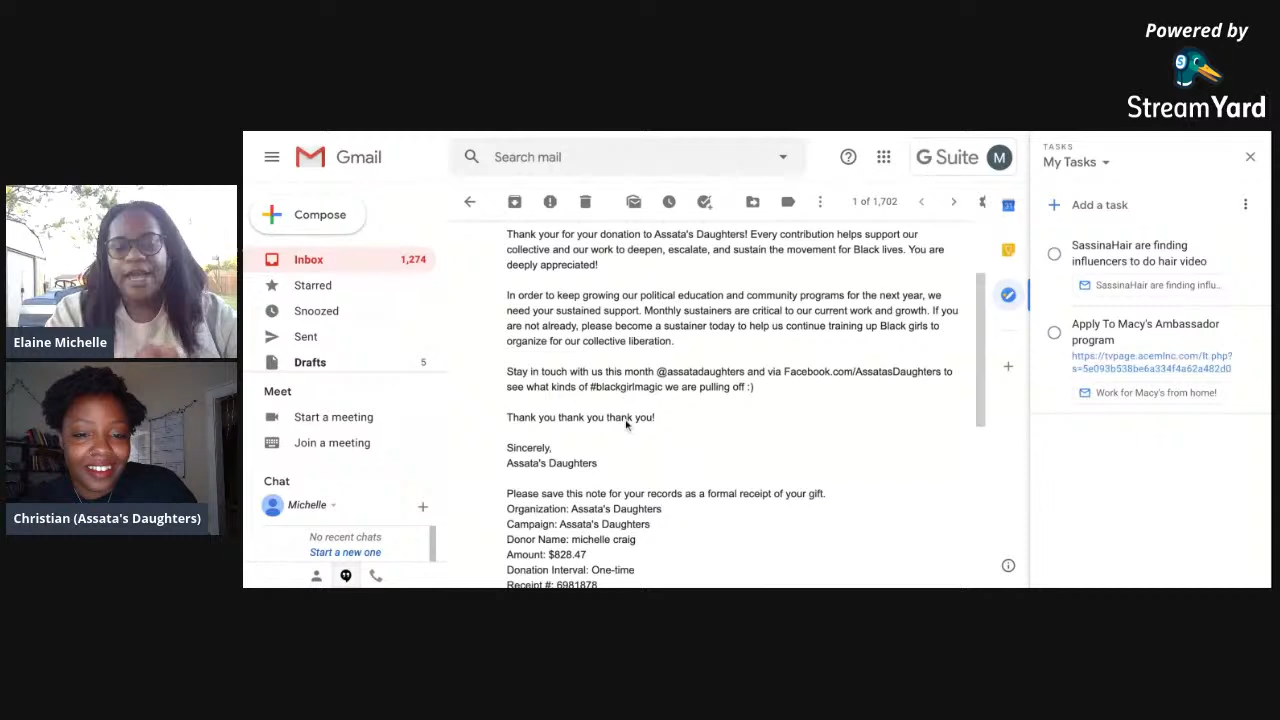 Powered by
StreamYard
Gmail
Search mail
G Suite
M
TASKS
My Tasks
Compose
1 of 1,702
Add a task
Inbox 1,274
Starred
Snoozed
Sent
Drafts 5
Meet
Start a meeting
Join a meeting
Chat
Michelle
No recent chats
Start a new one
Thank your for your donation to Assata's Daughters! Every contribution helps support our
collective and our work to deepen, escalate, and sustain the movement for Black lives. You are
deeply appreciated!
In order to keep growing our political education and community programs for the next year, we
need your sustained support. Monthly sustainers are critical to our current work and growth. If you
are not already, please become a sustainer today to help us continue training up Black girls to
organize for our collective liberation.
Stay in touch with us this month @assatadaughters and via Facebook.com/AssatasDaughters to
see what kinds of #blackgirlmagic we are pulling off :)
Thank you thank you thank you!
Sincerely,
Assata's Daughters
Please save this note for your records as a formal receipt of your gift.
Organization: Assata's Daughters
Campaign: Assata's Daughters
Donor Name: michelle craig
Amount: $828.47
Donation Interval: One-time
Receipt #: 6981878
SassinaHair are finding
influencers to do hair video
SassinaHair are finding influ...
Apply To Macy's Ambassador
program
https://tvpage.acemlnc.com/lt.php?
s=5e093b538be6a334f4a62a482d0
Work for Macy's from home!
Elaine Michelle
Christian (Assata's Daughters)